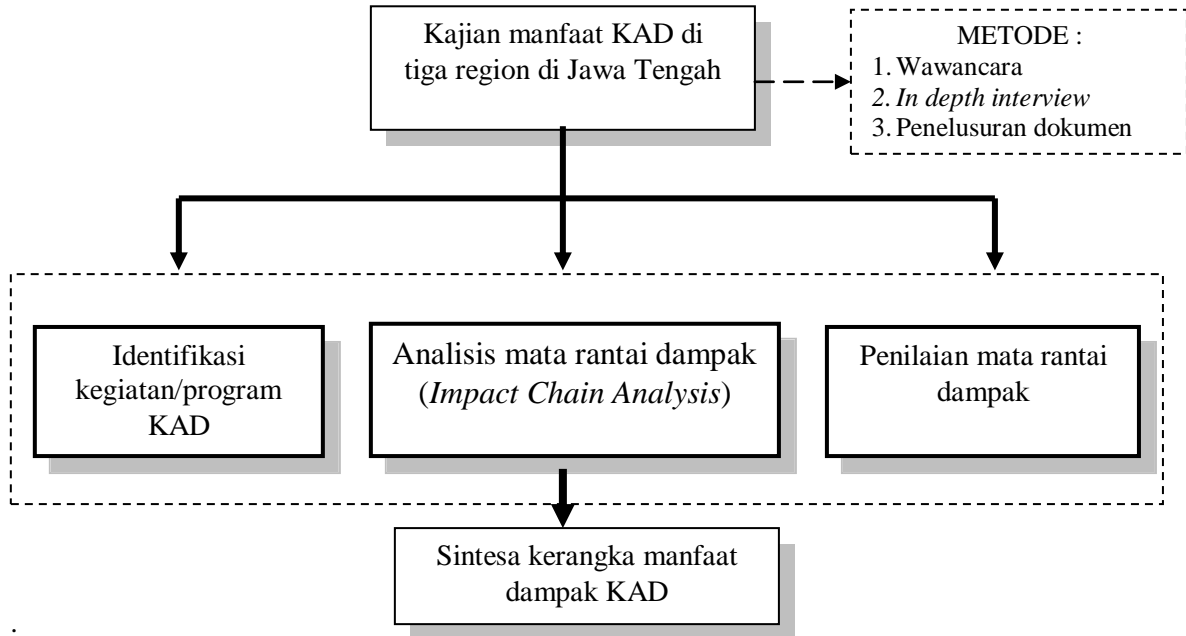 Kajian manfaat KAD di
tiga region di Jawa Tengah
METODE :
1. Wawancara
2. In depth interview
3. Penelusuran dokumen
Identifikasi
kegiatan/program
KAD
Analisis mata rantai dampak
(Impact Chain Analysis)
Penilaian mata rantai
dampak
Sintesa kerangka manfaat
dampak KAD
.